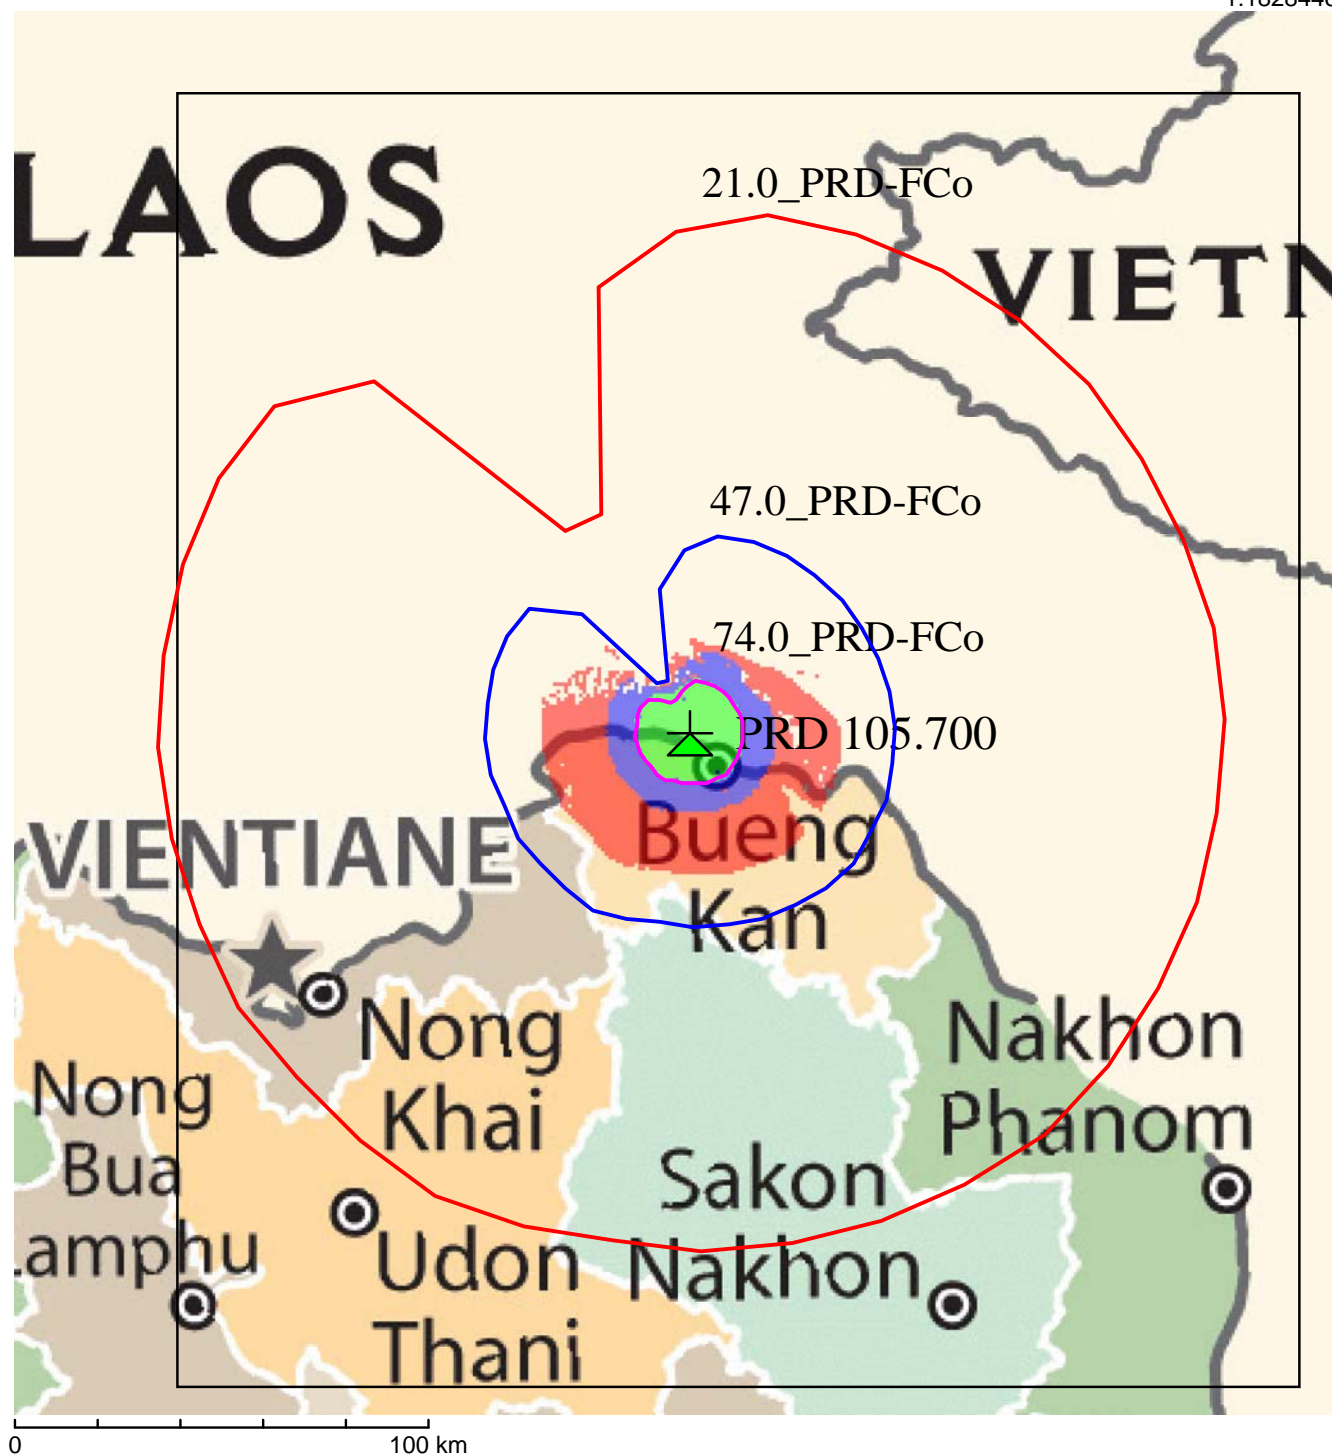 LAOS
21.0_PRD-FCo
VIETN
47.0_PRD-FCo
74.0_PRD-FCo
PRD 105.700
VIENTIANE
Bueng
Kan
Nong
Khai
Nakhon
Phanom
Nong
Bua
Lamphu
Sakon
Nakhon
Udon
Thani
0
100 km